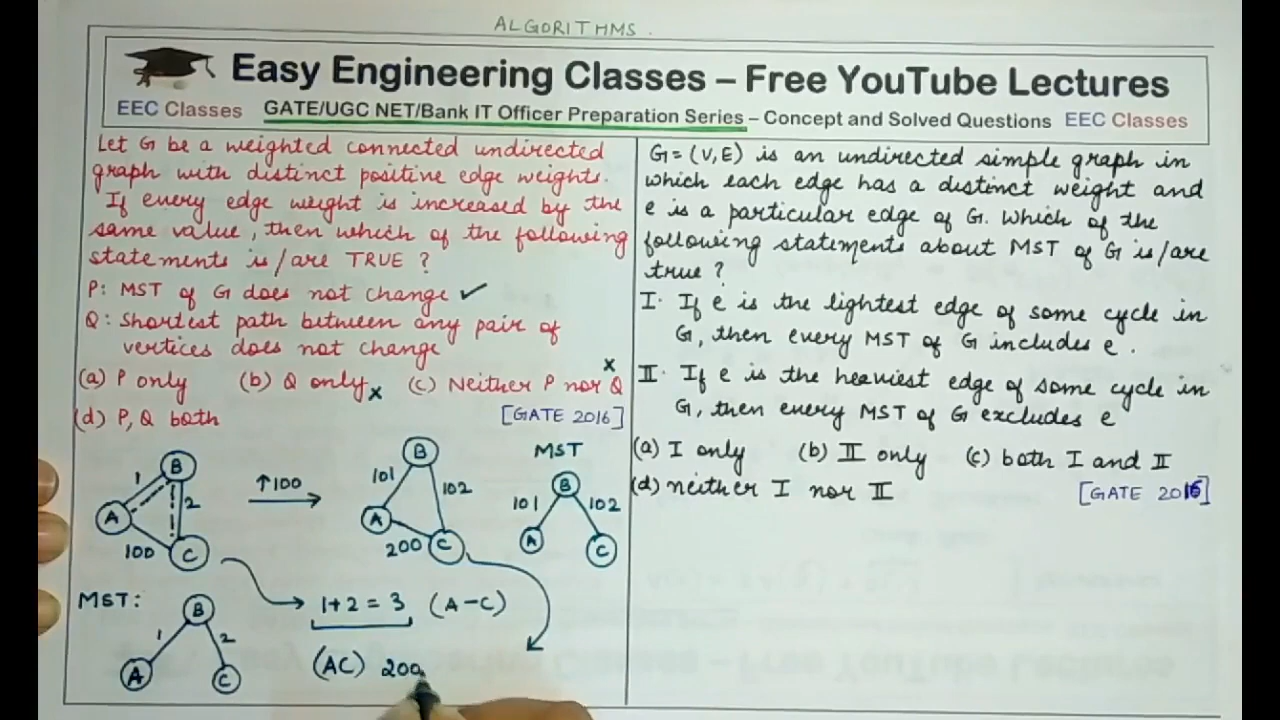 ALGORITHMS.
Easy Engineering Classes – Free YouTube Lectures
EEC Classes GATE/UGC NET/Bank IT Officer Preparation Series – Concept and Solved Questions EEC Classes
Let G be a weighted connected undirected
graph with distinct positive edge weights.
If every edge weight is increased by the
same value, then which of the following
statements is/are TRUE?
P: MST of G does not change ✓
Q: Shortest path between any pair of
vertices does not change
(a) P only (b) Q only x (c) Neither P nor Q x
(d) P, Q both [GATE 2016]
B
1
2
A
100
C
↑100
B
101
102
A
200
C
MST
B
101
102
A
C
MST:
B
1
2
A
C
1+2 = 3 (A-C)
(AC) 200
G = (V, E) is an undirected simple graph in
which each edge has a distinct weight and
e is a particular edge of G. Which of the
following statements about MST of G is/are
true?
I. If e is the lightest edge of some cycle in
G, then every MST of G includes e.
II. If e is the heaviest edge of some cycle in
G, then every MST of G excludes e
(a) I only (b) II only (c) both I and II
(d) neither I nor II [GATE 2016]